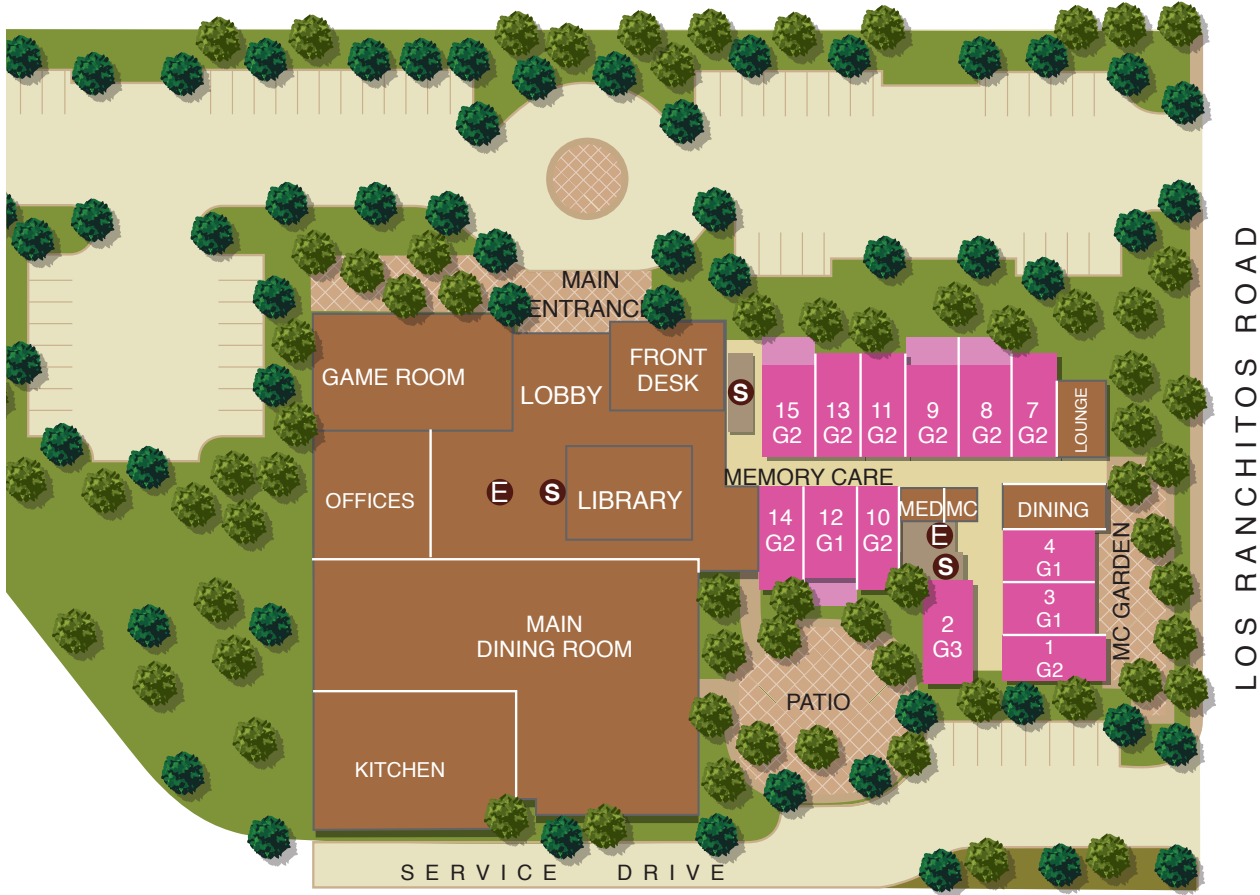 MAIN
ENTRANCE
LOS RANCHITOS ROAD
GAME ROOM
LOBBY
FRONT
DESK
S
15
G2
13
G2
11
G2
9
G2
8
G2
7
G2
LOUNGE
MEMORY CARE
OFFICES
E
S
LIBRARY
14
G2
12
G1
10
G2
MED
MC
E
S
DINING
4
G1
3
G1
1
G2
2
G3
MC GARDEN
MAIN
DINING ROOM
PATIO
KITCHEN
SERVICE DRIVE